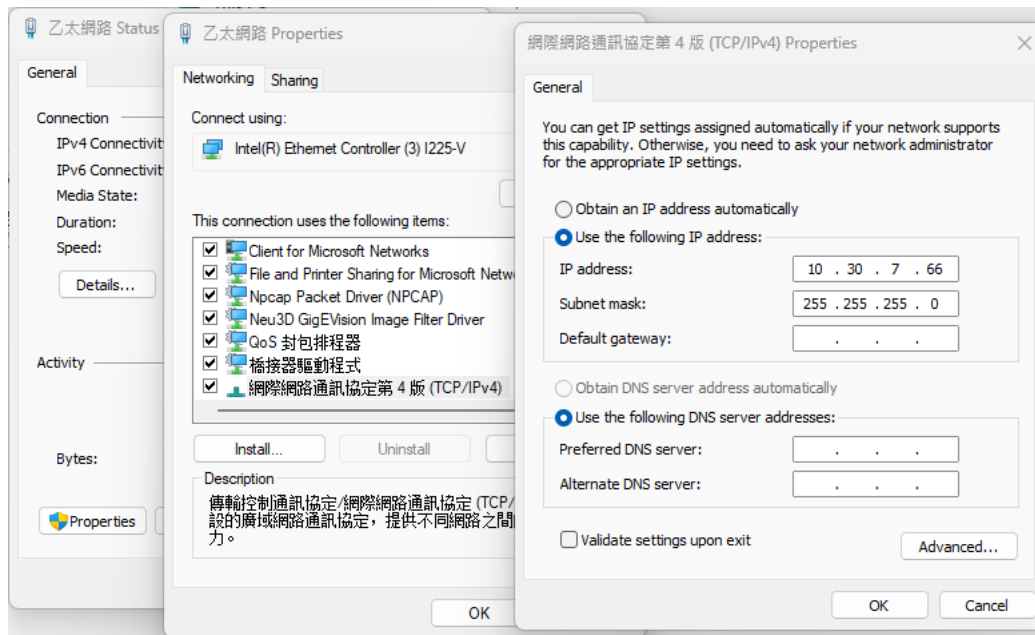 乙太網路 Status
General
Connection
IPv4 Connectivit
IPv6 Connectivit
Media State:
Duration:
Speed:
Details...
Activity
Bytes:
Properties
乙太網路 Properties
Networking
Sharing
Connect using:
Intel(R) Ethernet Controller (3) I225-V
This connection uses the following items:
Client for Microsoft Networks
File and Printer Sharing for Microsoft Netw
Npcap Packet Driver (NPCAP)
Neu3D GigEVision Image Filter Driver
QoS 封包排程器
橋接器驅動程式
網際網路通訊協定第 4 版 (TCP/IPv4)
Install...
Uninstall
Description
傳輸控制通訊協定/網際網路通訊協定 (TCP/
設的廣域網路通訊協定，提供不同網路之間
力。
OK
網際網路通訊協定第 4 版 (TCP/IPv4) Properties
General
You can get IP settings assigned automatically if your network supports
this capability. Otherwise, you need to ask your network administrator
for the appropriate IP settings.
Obtain an IP address automatically
Use the following IP address:
IP address:
10 . 30 . 7 . 66
Subnet mask:
255 . 255 . 255 . 0
Default gateway:
. . .
Obtain DNS server address automatically
Use the following DNS server addresses:
Preferred DNS server:
. . .
Alternate DNS server:
. . .
Validate settings upon exit
Advanced...
OK
Cancel